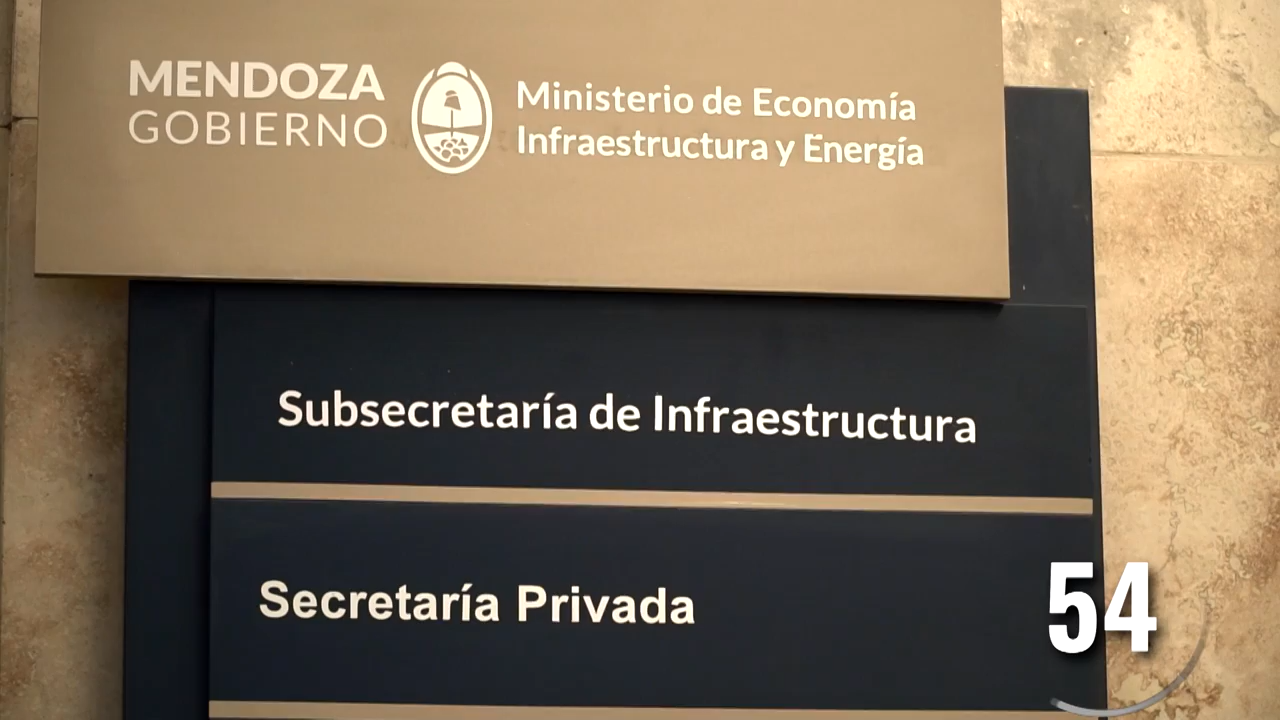 MENDOZA
GOBIERNO
Ministerio de Economía
Infraestructura y Energía
Subsecretaría de Infraestructura
Secretaría Privada
54